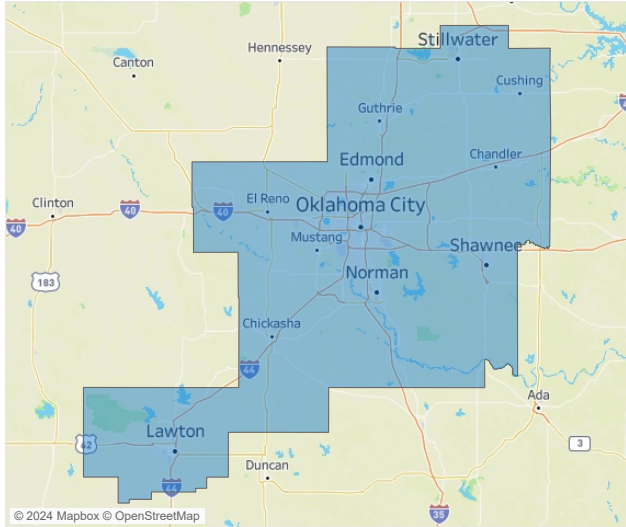 Stillwater
Hennessey
Canton
Cushing
Guthrie
Edmond
Chandler
Clinton
El Reno
Oklahoma City
40
40
40
Mustang
Shawnee
Norman
183
Chickasha
44
Ada
Lawton
62
3
Duncan
44
35
© 2024 Mapbox © OpenStreetMap